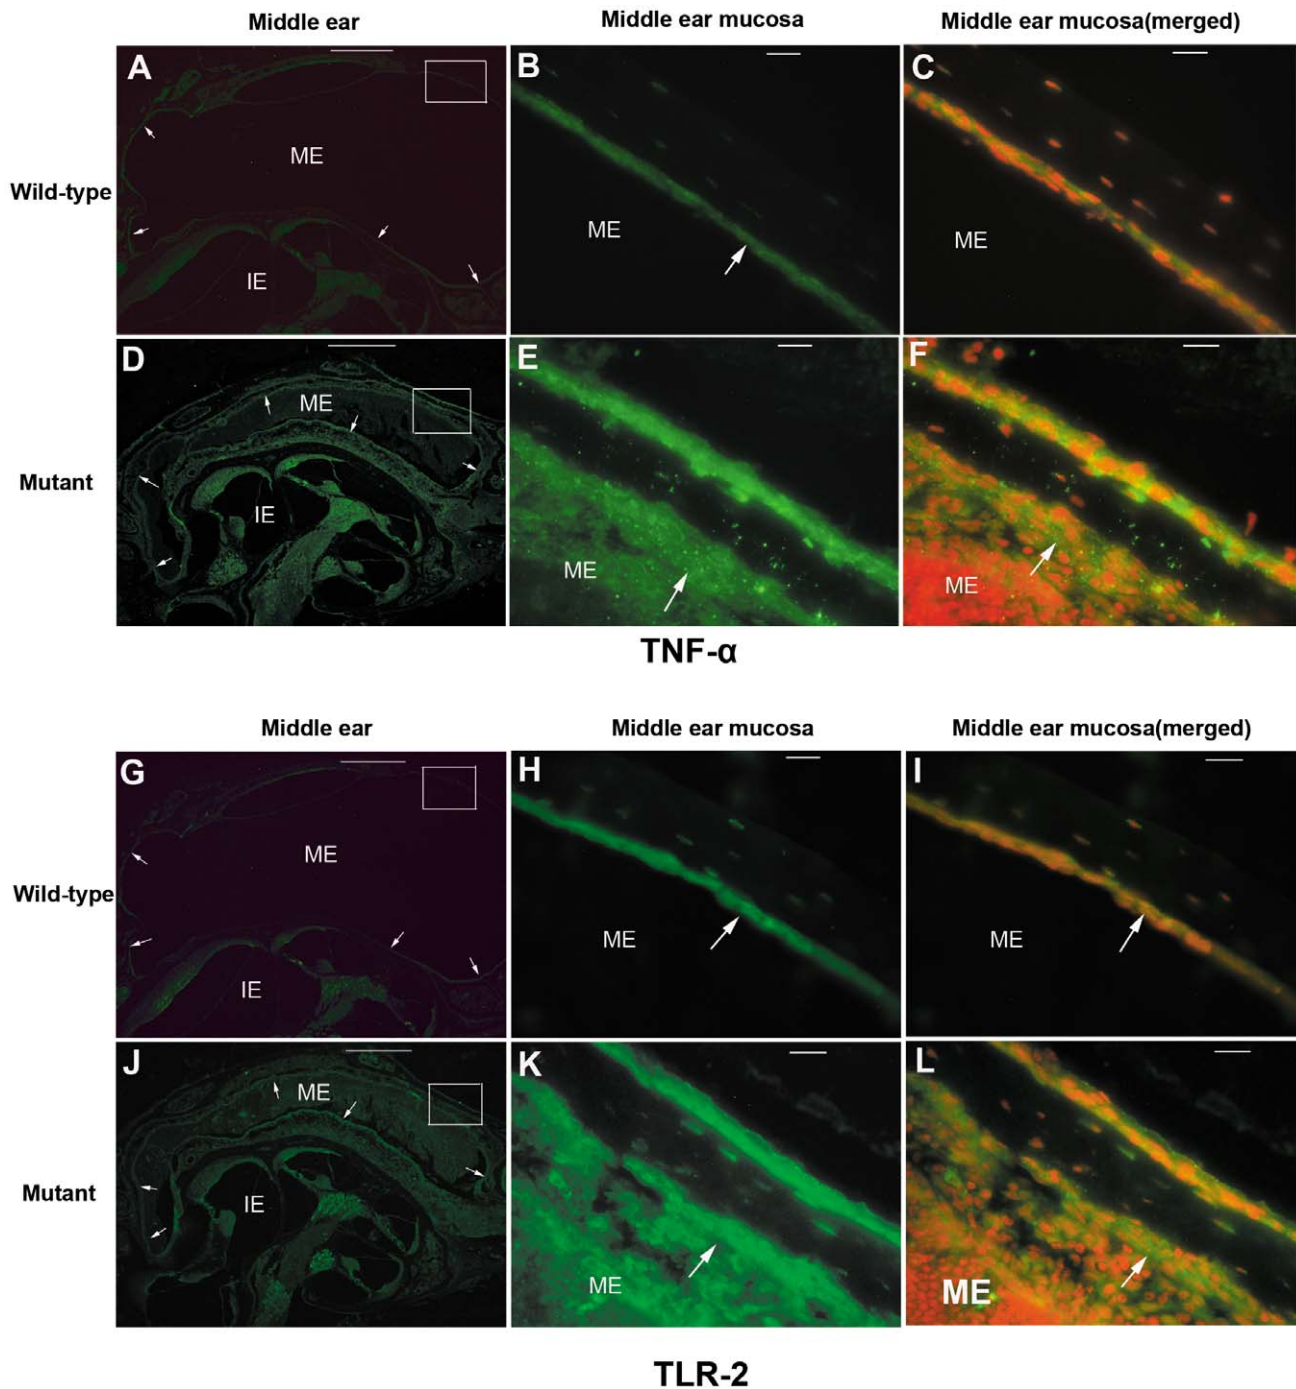 Middle ear Middle ear mucosa Middle ear mucosa(merged)
A B C
ME ME ME
Wild-type
IE
D E F
ME
Mutant IE ME ME
TNF-α
Middle ear Middle ear mucosa Middle ear mucosa(merged)
G H I
ME
Wild-type ME ME
IE
J K L
ME
Mutant IE
ME ME
TLR-2